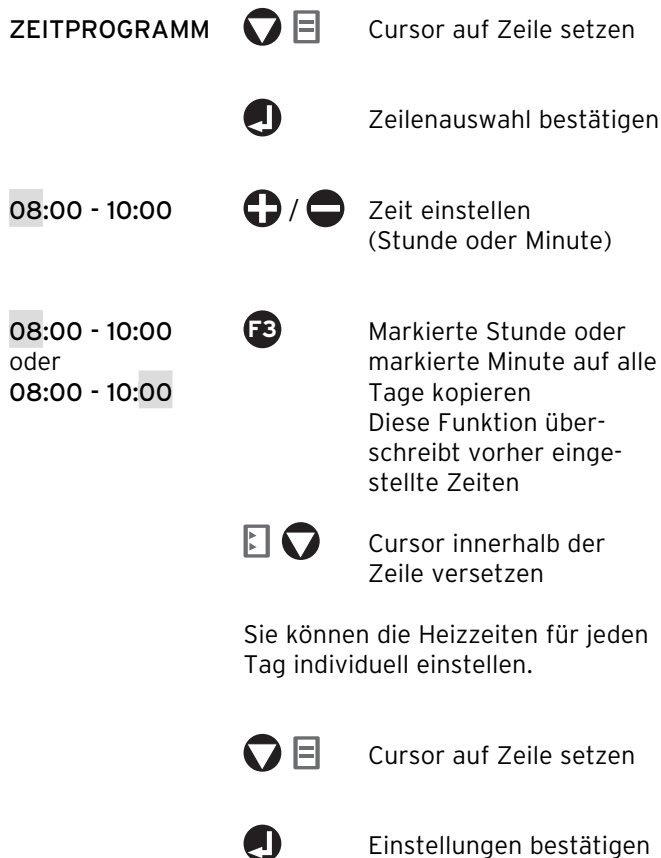 ZEITPROGRAMM Cursor auf Zeile setzen
Zeilenauswahl bestätigen
08:00 - 10:00 / Zeit einstellen
(Stunde oder Minute)
08:00 - 10:00 F3 Markierte Stunde oder
oder markierte Minute auf alle
08:00 - 10:00 Tage kopieren
Diese Funktion über-
schreibt vorher einge-
stellte Zeiten
Cursor innerhalb der
Zeile versetzen
Sie können die Heizzeiten für jeden
Tag individuell einstellen.
Cursor auf Zeile setzen
Einstellungen bestätigen